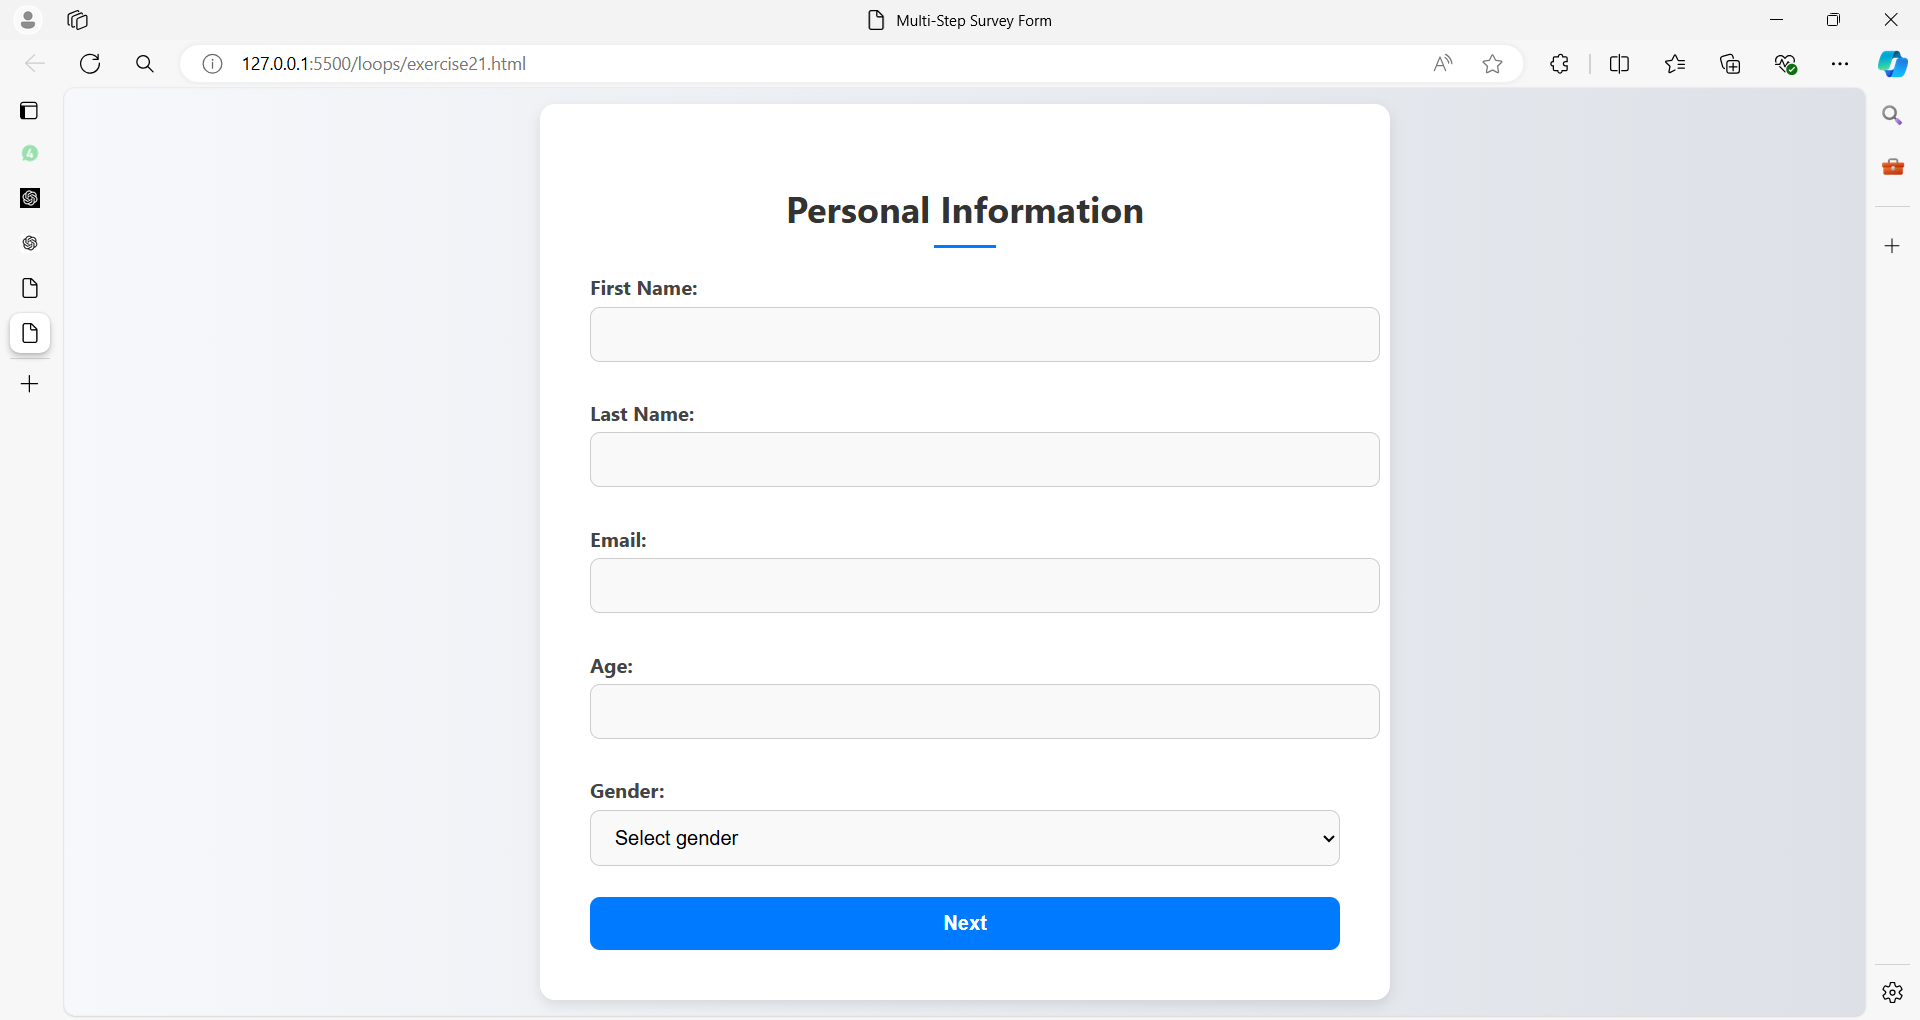 Multi-Step Survey Form
127.0.0.1:5500/loops/exercise21.html
Personal Information
First Name:
Last Name:
Email:
Age:
Gender:
Select gender
Next